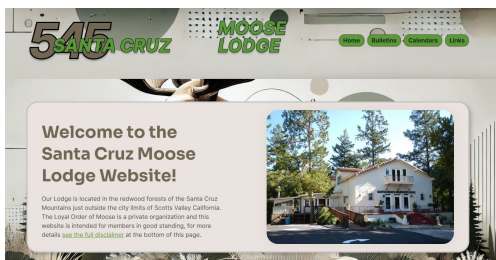 545
SANTA CRUZ
MOOSE
LODGE
Home
Bulletins
Calendars
Links
Welcome to the
Santa Cruz Moose
Lodge Website!
Our Lodge is located in the redwood forests of the Santa Cruz
Mountains just outside the city limits of Scotts Valley California.
The Loyal Order of Moose is a private organization and this
website is intended for members in good standing, for more
details see the full disclaimer at the bottom of this page.